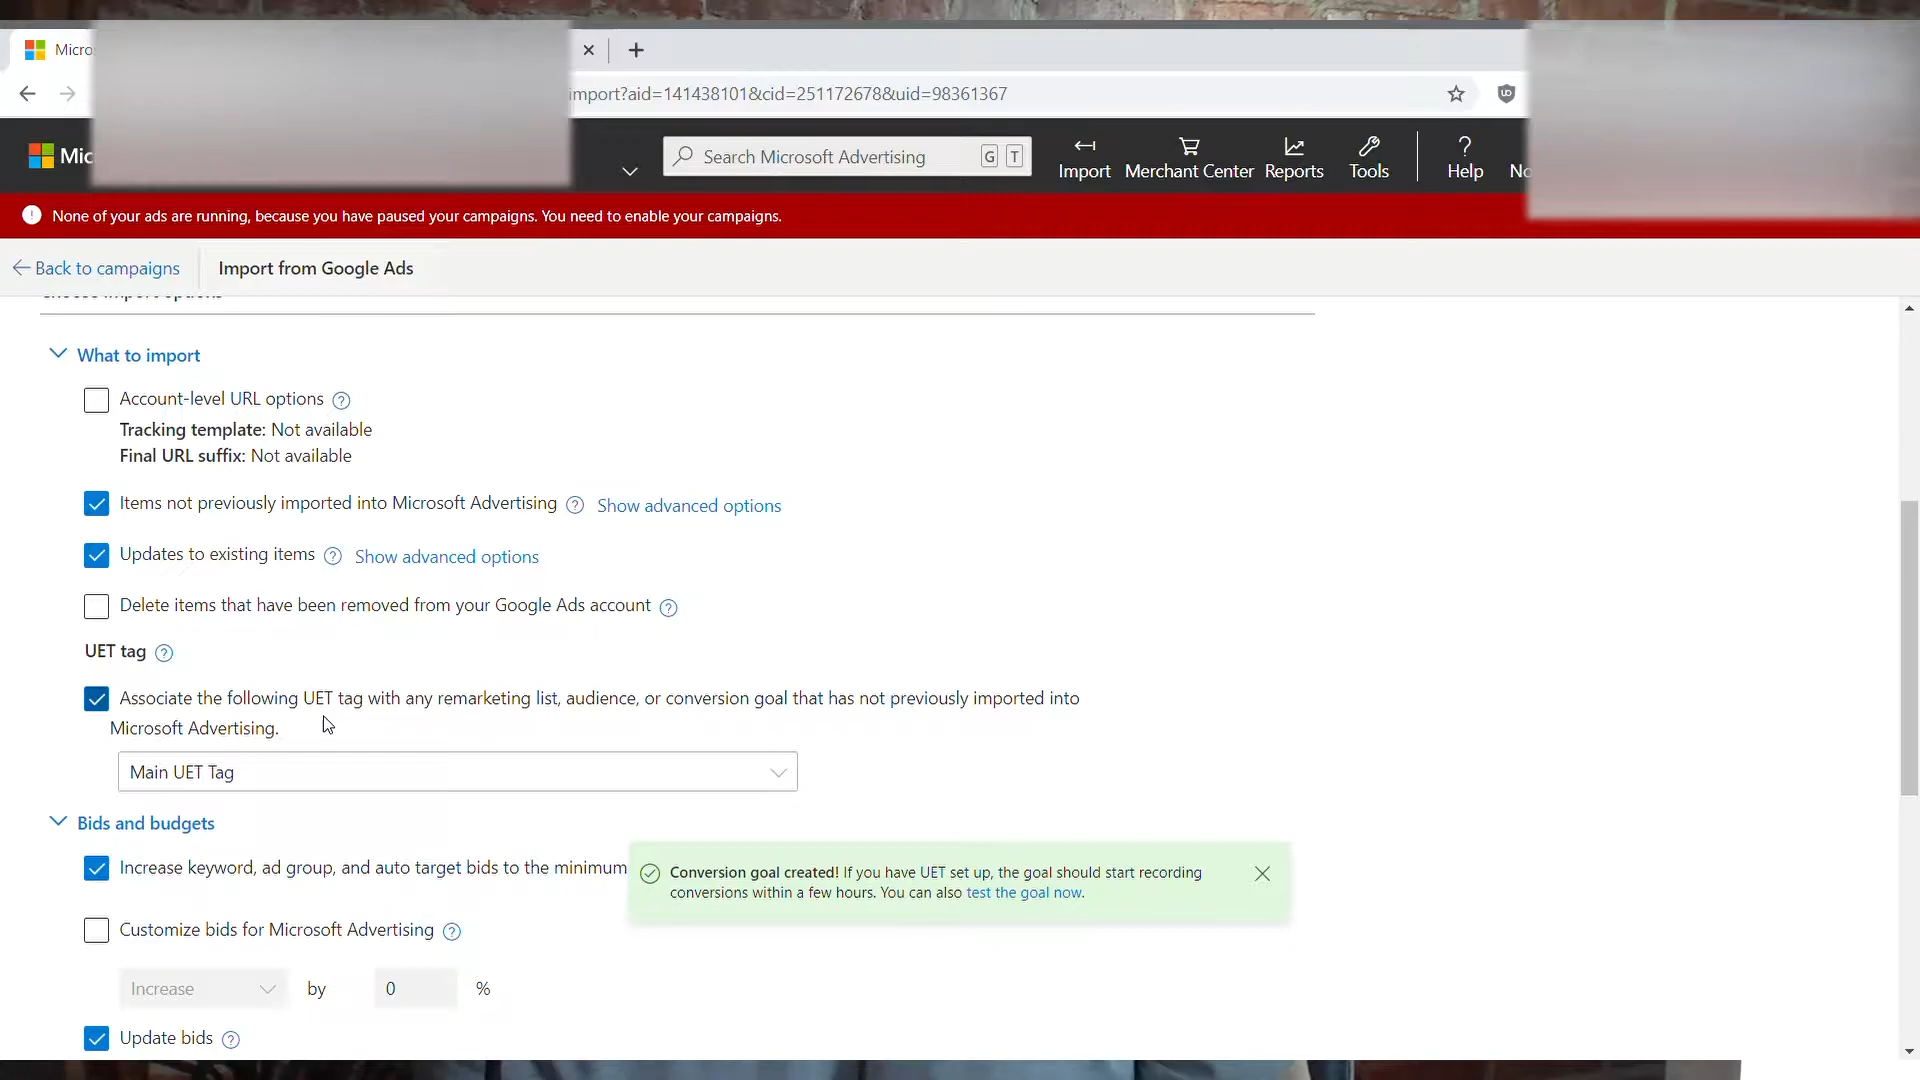 Micro
import?aid=141438101&cid=251172678&uid=98361367
Mic
Search Microsoft Advertising G T
Import Merchant Center Reports Tools Help No
None of your ads are running, because you have paused your campaigns. You need to enable your campaigns.
Back to campaigns Import from Google Ads
Choose import options
What to import
Account-level URL options
Tracking template: Not available
Final URL suffix: Not available
Items not previously imported into Microsoft Advertising Show advanced options
Updates to existing items Show advanced options
Delete items that have been removed from your Google Ads account
UET tag
Associate the following UET tag with any remarketing list, audience, or conversion goal that has not previously imported into
Microsoft Advertising.
Main UET Tag
Bids and budgets
Increase keyword, ad group, and auto target bids to the minimum
Conversion goal created! If you have UET set up, the goal should start recording
conversions within a few hours. You can also test the goal now.
Customize bids for Microsoft Advertising
Increase by 0 %
Update bids